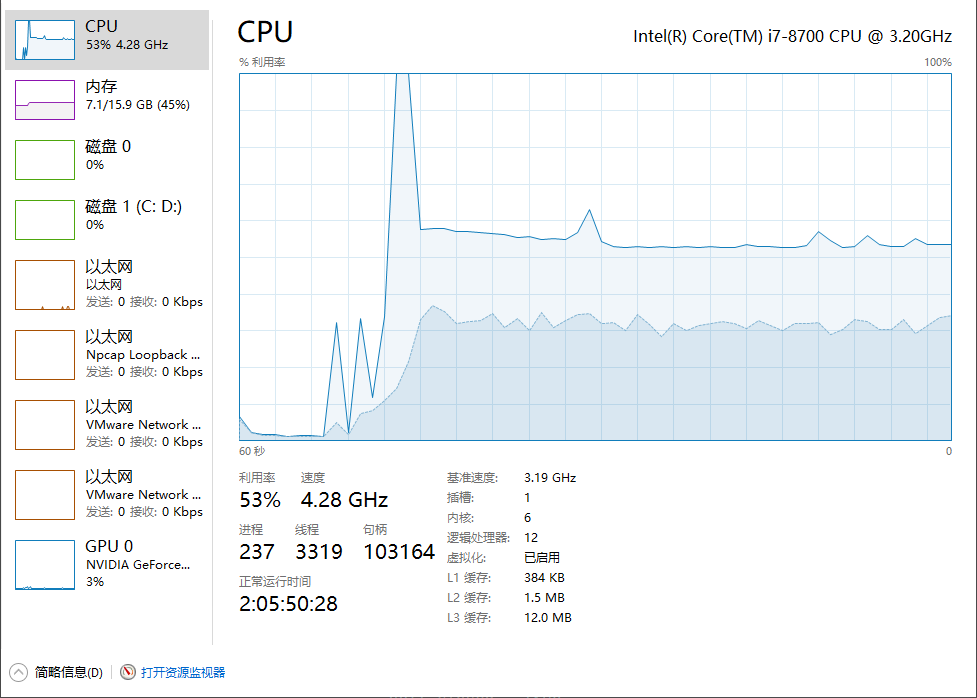 CPU
53% 4.28 GHz
内存
7.1/15.9 GB (45%)
磁盘 0
0%
磁盘 1 (C: D:)
0%
以太网
以太网
发送: 0 接收: 0 Kbps
以太网
Npcap Loopback ...
发送: 0 接收: 0 Kbps
以太网
VMware Network ...
发送: 0 接收: 0 Kbps
以太网
VMware Network ...
发送: 0 接收: 0 Kbps
GPU 0
NVIDIA GeForce...
3%
CPU
Intel(R) Core(TM) i7-8700 CPU @ 3.20GHz
% 利用率
100%
60 秒
0
利用率 速度
53% 4.28 GHz
进程 线程 句柄
237 3319 103164
正常运行时间
2:05:50:28
基准速度: 3.19 GHz
插槽: 1
内核: 6
逻辑处理器: 12
虚拟化: 已启用
L1 缓存: 384 KB
L2 缓存: 1.5 MB
L3 缓存: 12.0 MB
简略信息(D)
打开资源监视器